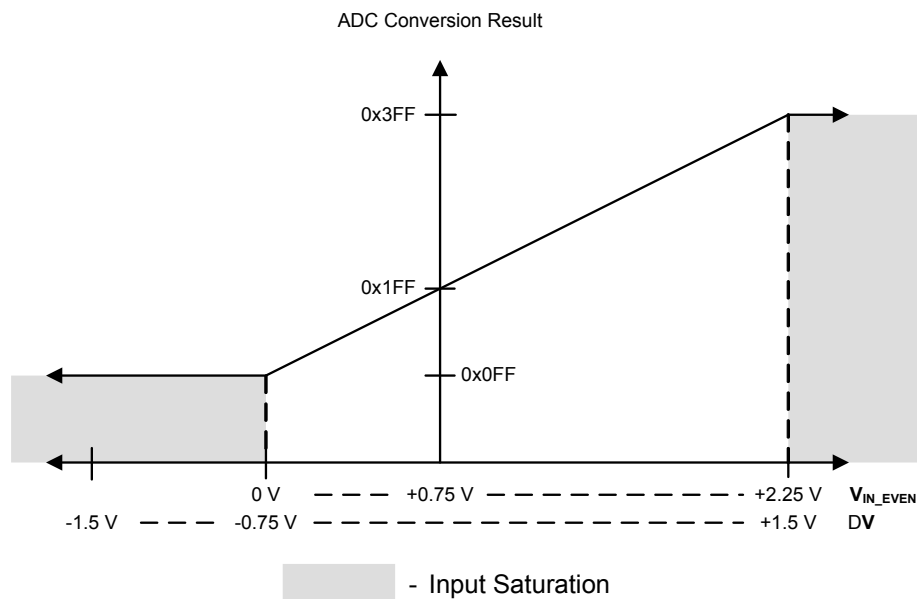 ADC Conversion Result
0x3FF
0x1FF
0x0FF
0 V +0.75 V +2.25 V VIN_EVEN
-1.5 V -0.75 V +1.5 V DV
- Input Saturation